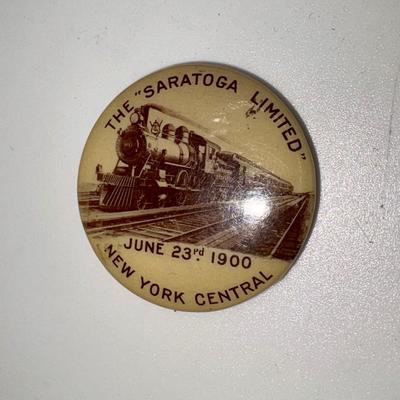 THE "SARATOGA LIMITED"
JUNE 23rd 1900
NEW YORK CENTRAL